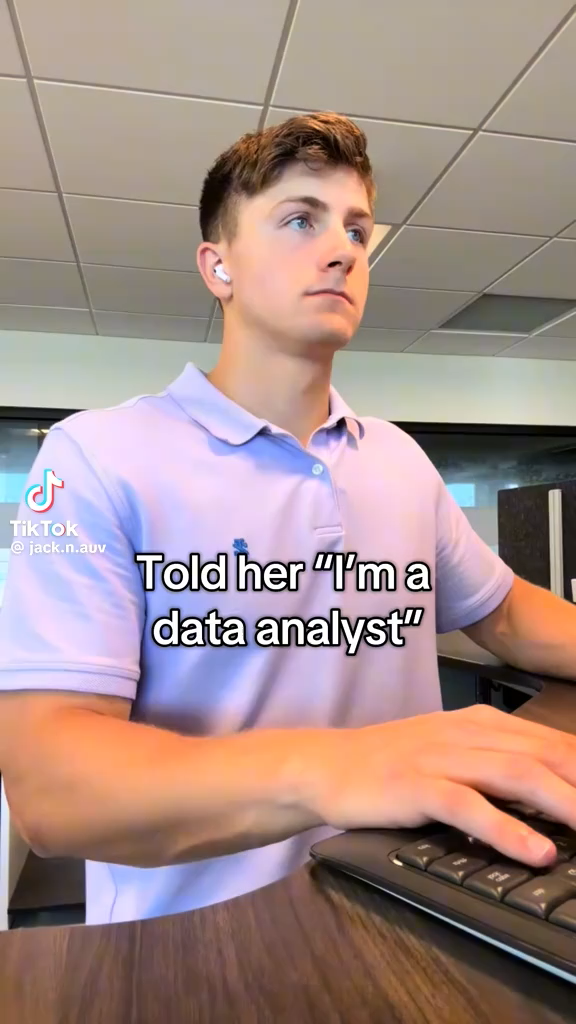 TikTok
@ jack.n.auv
Told her “I’m a
data analyst”